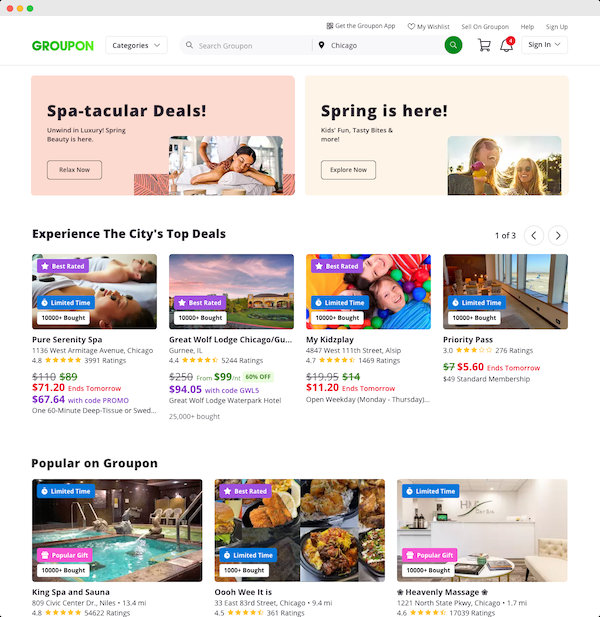 Get the Groupon App My Wishlist Sell On Groupon Help Sign Up
GROUPON Categories Search Groupon Chicago 4 Sign In
Spa-tacular Deals!
Unwind in Luxury! Spring
Beauty is here.
Relax Now
Spring is here!
Kids' Fun, Tasty Bites &
more!
Explore Now
Experience The City's Top Deals
1 of 3
Best Rated
Limited Time
10000+ Bought
Pure Serenity Spa
1136 West Armitage Avenue, Chicago
4.8 3991 Ratings
$110 $89
$71.20 Ends Tomorrow
$67.64 with code PROMO
One 60-Minute Deep-Tissue or Swed...
Best Rated
10000+ Bought
Great Wolf Lodge Chicago/Gu...
Gurnee, IL
4.4 5244 Ratings
$250 From $99/nt 60% OFF
$94.05 with code GWL5
Great Wolf Lodge Waterpark Hotel
25,000+ bought
Best Rated
Limited Time
10000+ Bought
My Kidzplay
4847 West 111th Street, Alsip
4.7 1469 Ratings
$19.95 $14
$11.20 Ends Tomorrow
Open Weekday (Monday - Thursday)...
Limited Time
10000+ Bought
Priority Pass
3.0 276 Ratings
$7 $5.60 Ends Tomorrow
$49 Standard Membership
Popular on Groupon
Limited Time
Popular Gift
10000+ Bought
King Spa and Sauna
809 Civic Center Dr., Niles • 13.4 mi
4.8 54622 Ratings
Best Rated
Limited Time
1000+ Bought
Oooh Wee It is
33 East 83rd Street, Chicago • 9.4 mi
4.5 361 Ratings
Limited Time
Popular Gift
10000+ Bought
❀ Heavenly Massage ❀
1221 North State Pkwy, Chicago • 1.7 mi
4.6 17039 Ratings